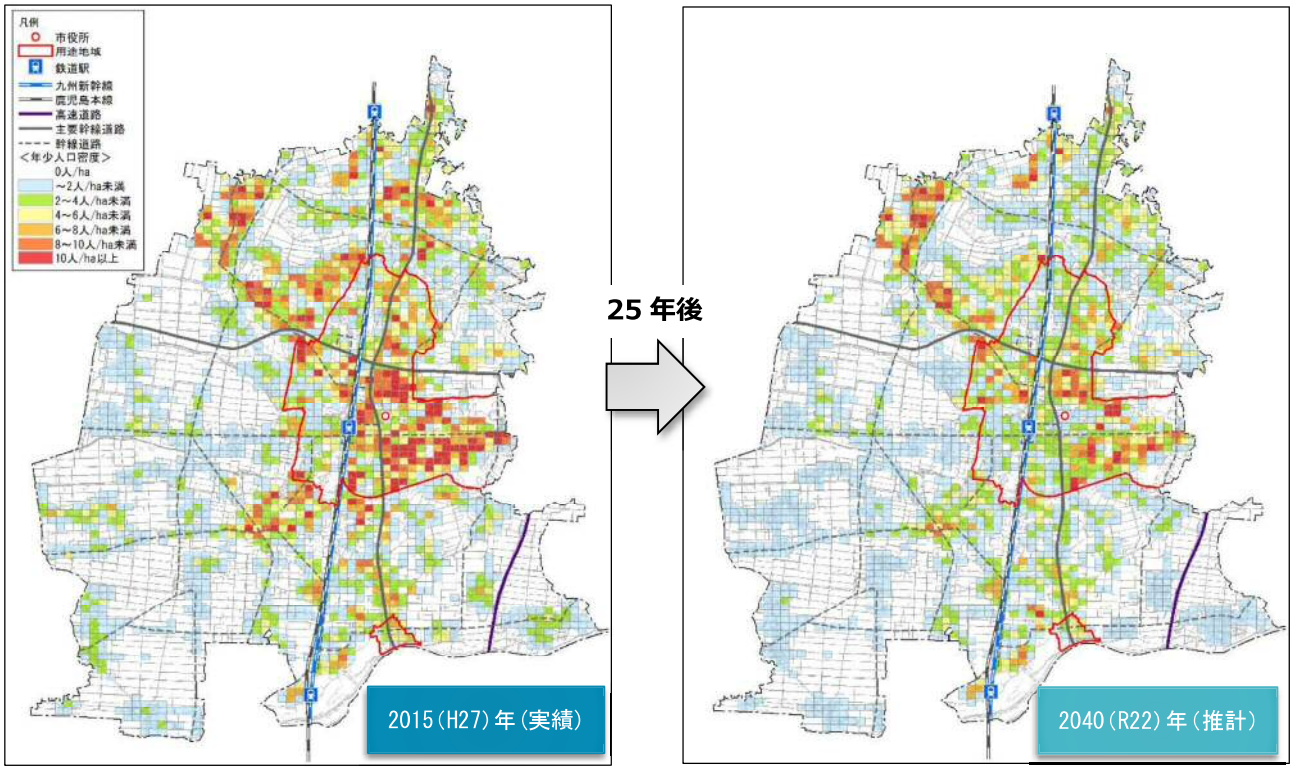 凡例
市役所
用途地域
鉄道駅
九州新幹線
鹿児島本線
高速道路
主要幹線道路
幹線道路
＜年少人口密度＞
0人/ha
～2人/ha未満
2～4人/ha未満
4～6人/ha未満
6～8人/ha未満
8～10人/ha未満
10人/ha以上
25 年後
2015(H27)年(実績)
2040(R22)年(推計)